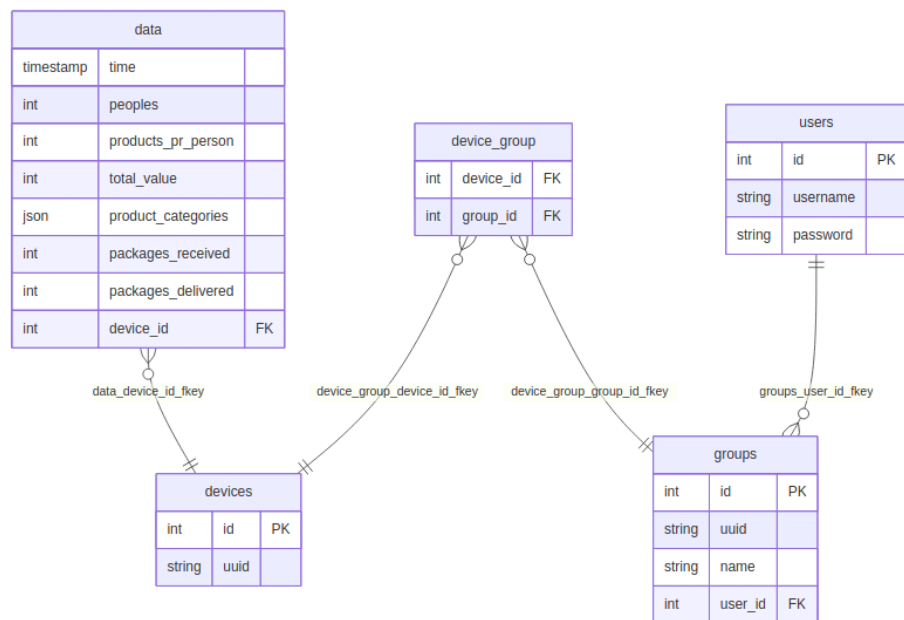 data
timestamp time
int peoples
int products_pr_person
int total_value
json product_categories
int packages_received
int packages_delivered
int device_id FK
device_group
int device_id FK
int group_id FK
users
int id PK
string username
string password
data_device_id_fkey
device_group_device_id_fkey
device_group_group_id_fkey
groups_user_id_fkey
devices
int id PK
string uuid
groups
int id PK
string uuid
string name
int user_id FK